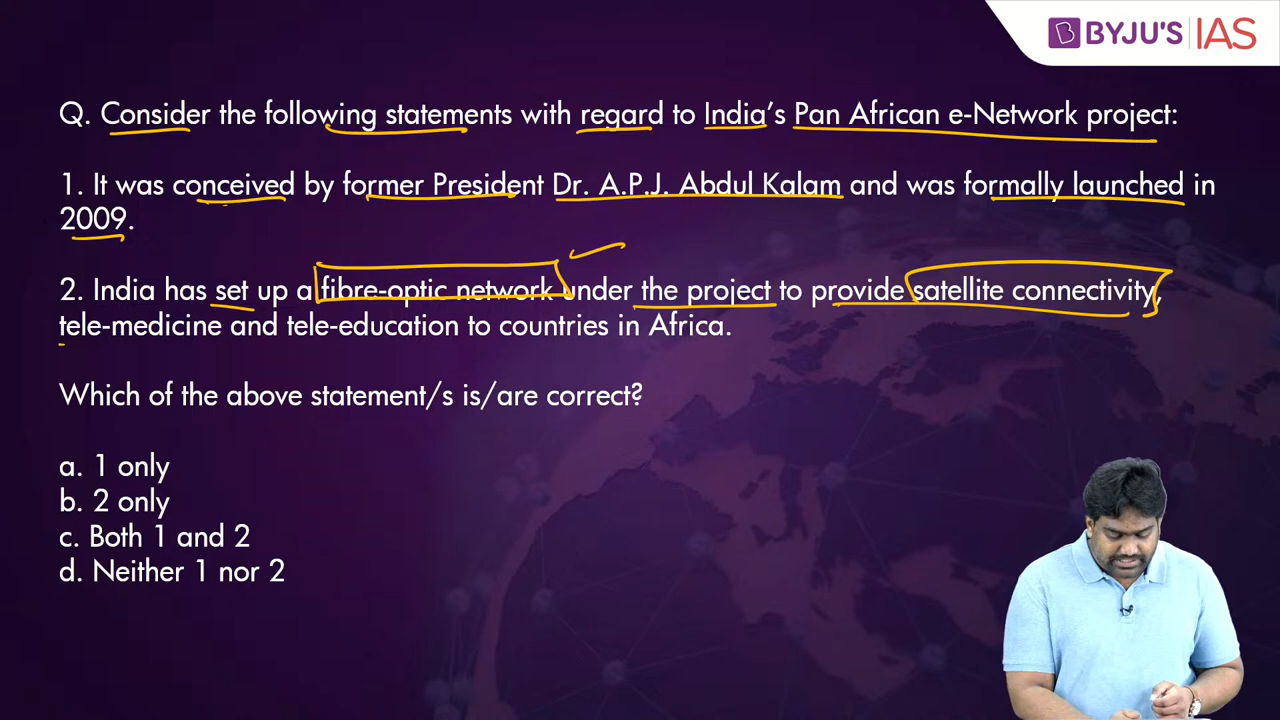 BYJU'S IAS
Q. Consider the following statements with regard to India's Pan African e-Network project:
1. It was conceived by former President Dr. A.P.J. Abdul Kalam and was formally launched in
2009.
2. India has set up a fibre-optic network under the project to provide satellite connectivity,
tele-medicine and tele-education to countries in Africa.
Which of the above statement/s is/are correct?
a. 1 only
b. 2 only
c. Both 1 and 2
d. Neither 1 nor 2